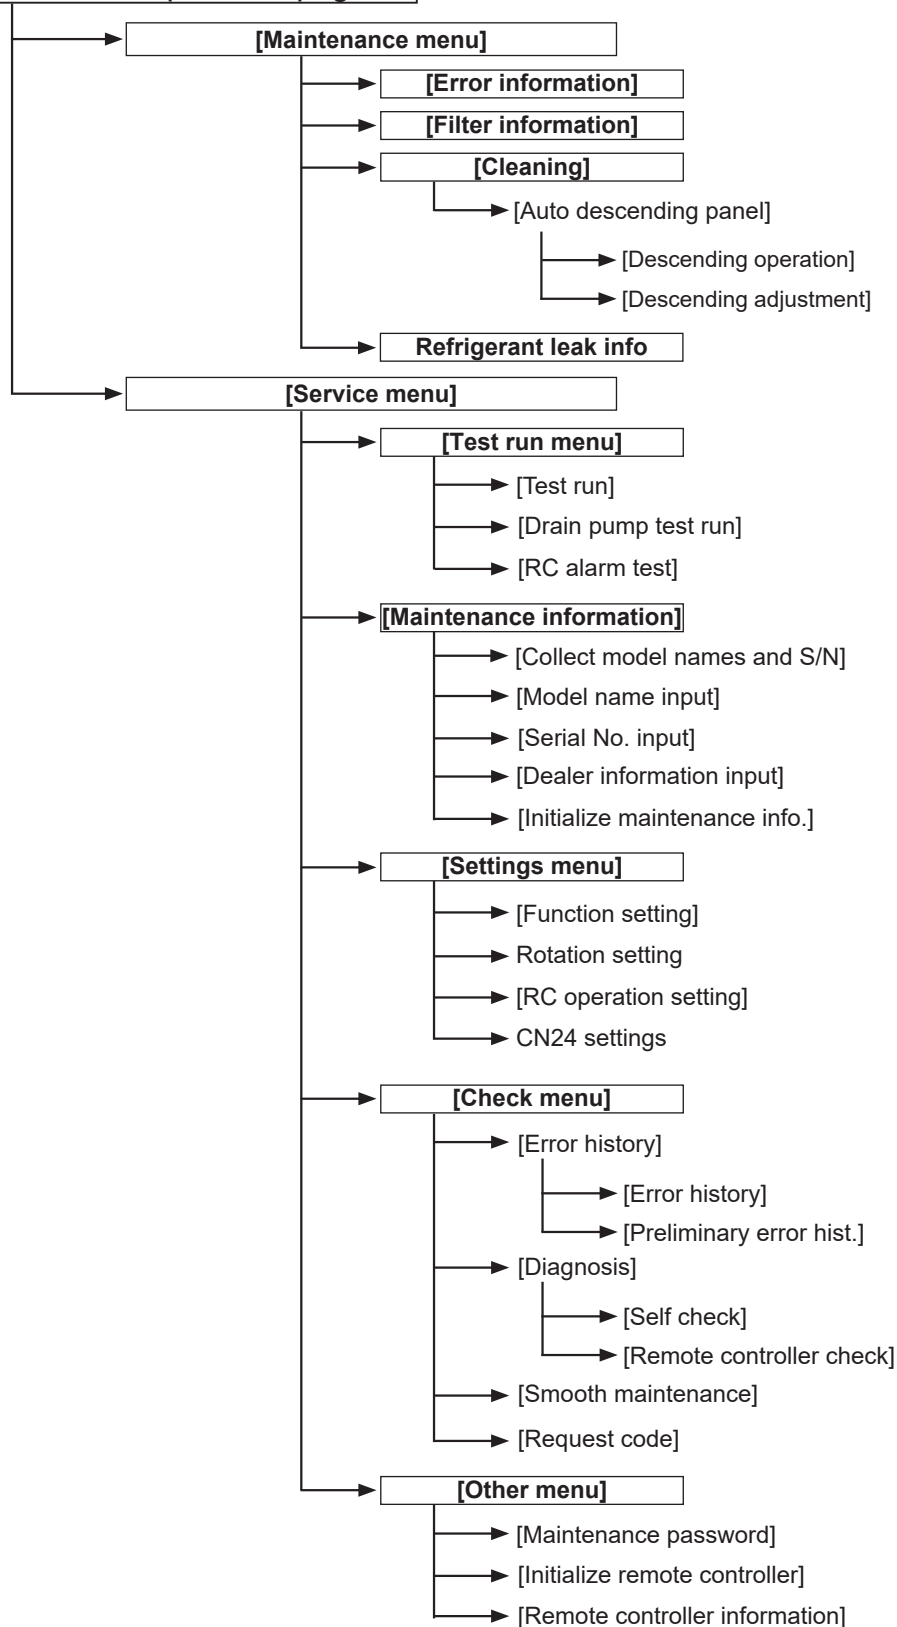 [Maintenance menu]
[Error information]
[Filter information]
[Cleaning]
[Auto descending panel]
[Descending operation]
[Descending adjustment]
Refrigerant leak info
[Service menu]
[Test run menu]
[Test run]
[Drain pump test run]
[RC alarm test]
[Maintenance information]
[Collect model names and S/N]
[Model name input]
[Serial No. input]
[Dealer information input]
[Initialize maintenance info.]
[Settings menu]
[Function setting]
Rotation setting
[RC operation setting]
CN24 settings
[Check menu]
[Error history]
[Error history]
[Preliminary error hist.]
[Diagnosis]
[Self check]
[Remote controller check]
[Smooth maintenance]
[Request code]
[Other menu]
[Maintenance password]
[Initialize remote controller]
[Remote controller information]